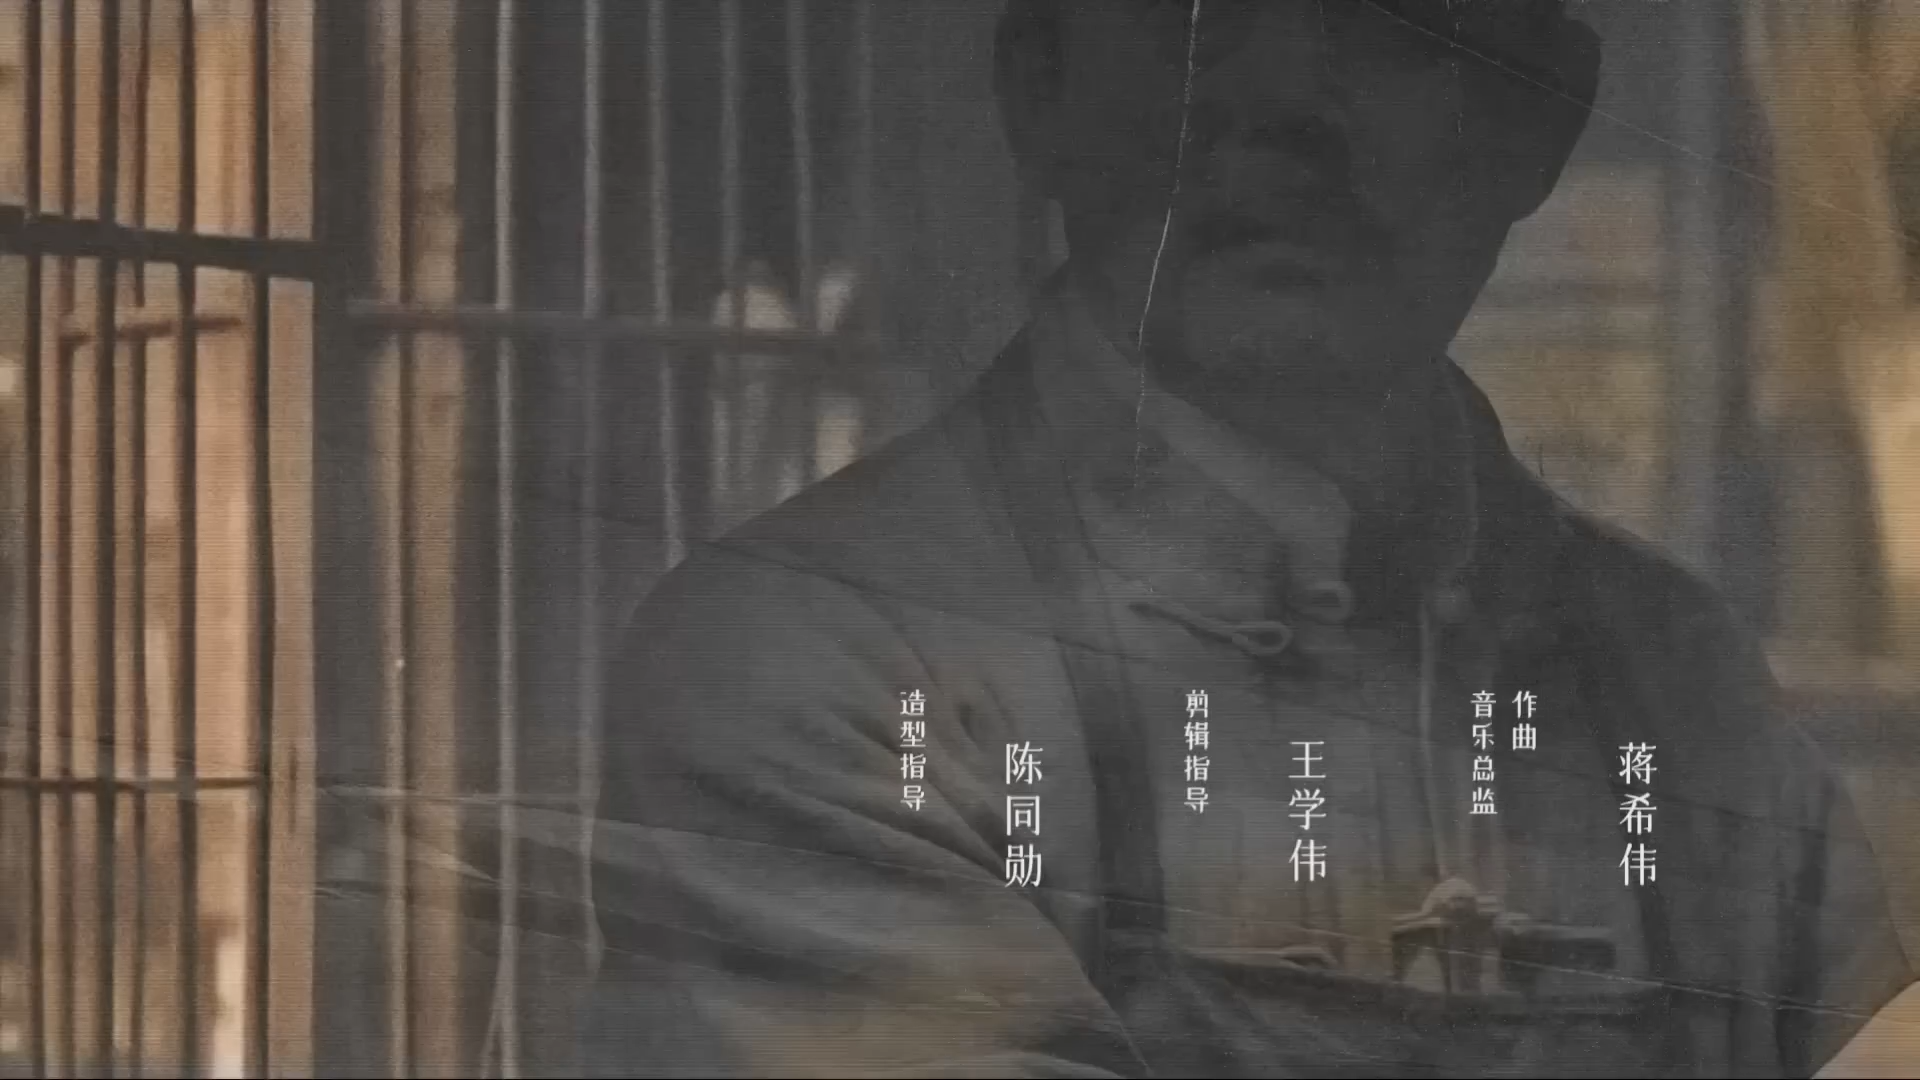 造型指导
陈同勋
剪辑指导
王学伟
作曲
音乐总监
蒋希伟